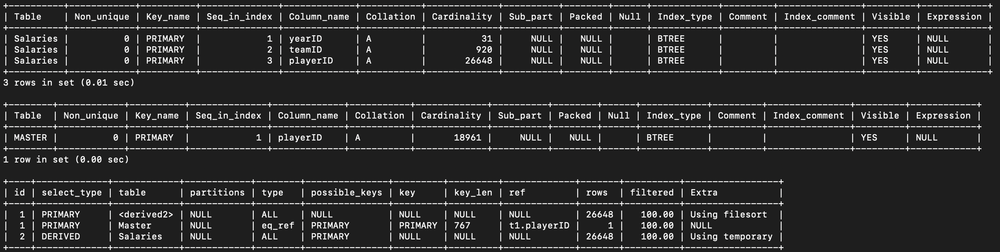 +----------+------------+----------+--------------+-------------+-----------+-------------+----------+--------+------+------------+---------+---------------+---------+------------+
| Table    | Non_unique | Key_name | Seq_in_index | Column_name | Collation | Cardinality | Sub_part | Packed | Null | Index_type | Comment | Index_comment | Visible | Expression |
+----------+------------+----------+--------------+-------------+-----------+-------------+----------+--------+------+------------+---------+---------------+---------+------------+
| Salaries |          0 | PRIMARY  |            1 | yearID      | A         |          31 |     NULL |   NULL |      | BTREE      |         |               | YES     | NULL       |
| Salaries |          0 | PRIMARY  |            2 | teamID      | A         |         920 |     NULL |   NULL |      | BTREE      |         |               | YES     | NULL       |
| Salaries |          0 | PRIMARY  |            3 | playerID    | A         |       26648 |     NULL |   NULL |      | BTREE      |         |               | YES     | NULL       |
+----------+------------+----------+--------------+-------------+-----------+-------------+----------+--------+------+------------+---------+---------------+---------+------------+
3 rows in set (0.01 sec)

+--------+------------+----------+--------------+-------------+-----------+-------------+----------+--------+------+------------+---------+---------------+---------+------------+
| Table  | Non_unique | Key_name | Seq_in_index | Column_name | Collation | Cardinality | Sub_part | Packed | Null | Index_type | Comment | Index_comment | Visible | Expression |
+--------+------------+----------+--------------+-------------+-----------+-------------+----------+--------+------+------------+---------+---------------+---------+------------+
| MASTER |          0 | PRIMARY  |            1 | playerID    | A         |       18961 |     NULL |   NULL |      | BTREE      |         |               | YES     | NULL       |
+--------+------------+----------+--------------+-------------+-----------+-------------+----------+--------+------+------------+---------+---------------+---------+------------+
1 row in set (0.00 sec)

+----+-------------+------------+------------+--------+---------------+---------+---------+-------------+-------+----------+-----------------+
| id | select_type | table      | partitions | type   | possible_keys | key     | key_len | ref         | rows  | filtered | Extra           |
+----+-------------+------------+------------+--------+---------------+---------+---------+-------------+-------+----------+-----------------+
|  1 | PRIMARY     | <derived2> | NULL       | ALL    | NULL          | NULL    | NULL    | NULL        | 26648 |   100.00 | Using filesort  |
|  1 | PRIMARY     | Master     | NULL       | eq_ref | PRIMARY       | PRIMARY | 767     | t1.playerID |     1 |   100.00 | NULL            |
|  2 | DERIVED     | Salaries   | NULL       | ALL    | PRIMARY       | NULL    | NULL    | NULL        | 26648 |   100.00 | Using temporary |
+----+-------------+------------+------------+--------+---------------+---------+---------+-------------+-------+----------+-----------------+